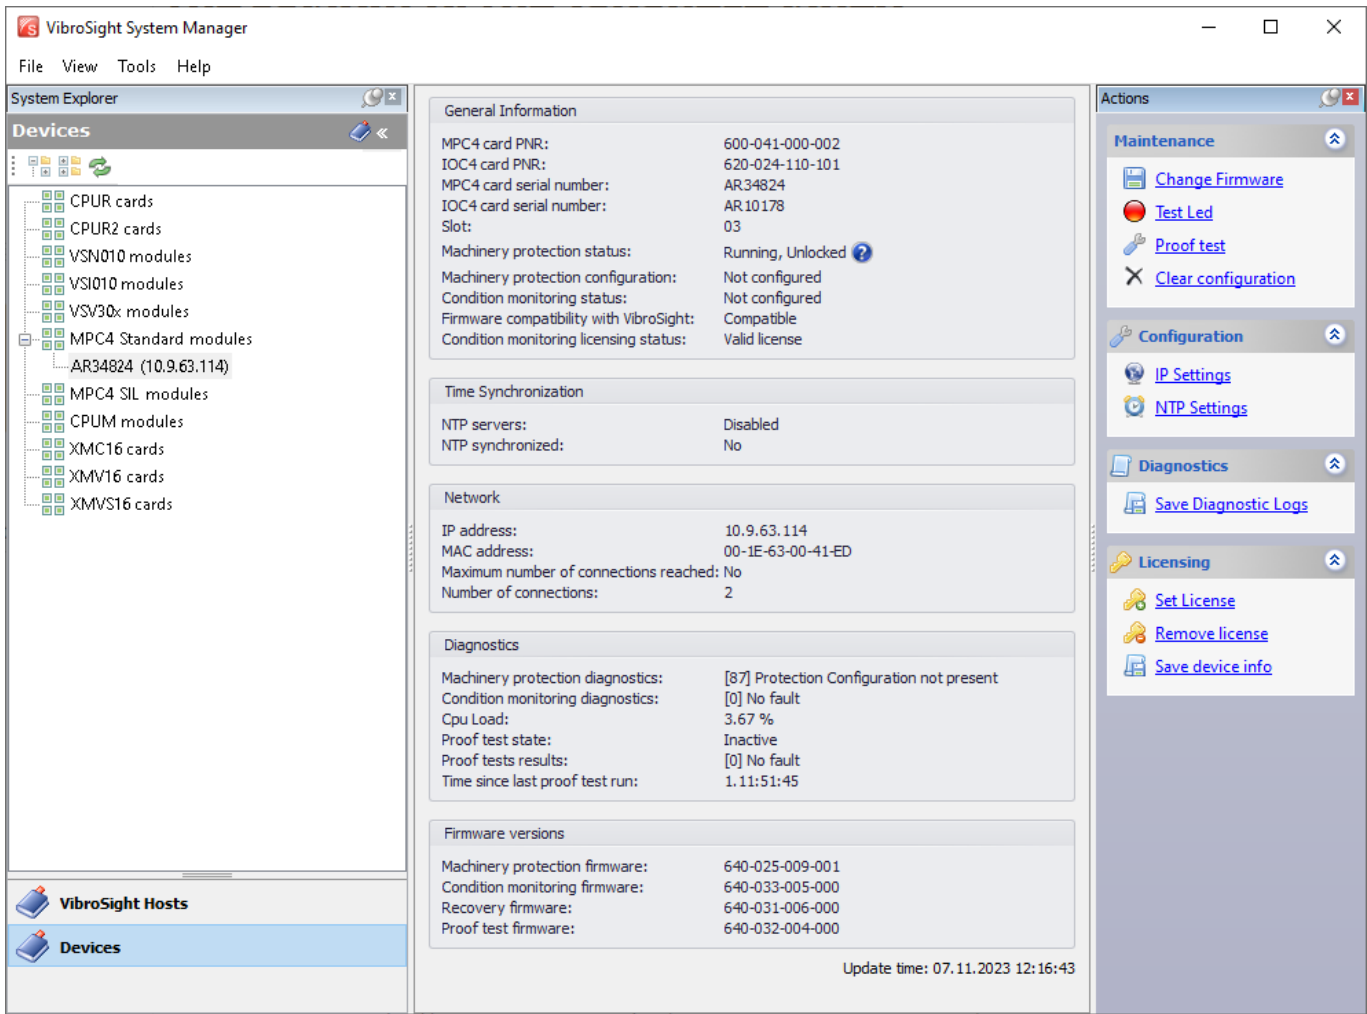 VibroSight System Manager
File View Tools Help
System Explorer
Devices
CPUR cards
CPUR2 cards
VSN010 modules
VSI010 modules
VSV30x modules
MPC4 Standard modules
AR34824 (10.9.63.114)
MPC4 SIL modules
CPUM modules
XMC16 cards
XMV16 cards
XMVS16 cards
VibroSight Hosts
Devices
General Information
MPC4 card PNR: 600-041-000-002
IOC4 card PNR: 620-024-110-101
MPC4 card serial number: AR34824
IOC4 card serial number: AR10178
Slot: 03
Machinery protection status: Running, Unlocked
Machinery protection configuration: Not configured
Condition monitoring status: Not configured
Firmware compatibility with VibroSight: Compatible
Condition monitoring licensing status: Valid license
Time Synchronization
NTP servers: Disabled
NTP synchronized: No
Network
IP address: 10.9.63.114
MAC address: 00-1E-63-00-41-ED
Maximum number of connections reached: No
Number of connections: 2
Diagnostics
Machinery protection diagnostics: [87] Protection Configuration not present
Condition monitoring diagnostics: [0] No fault
Cpu Load: 3.67 %
Proof test state: Inactive
Proof tests results: [0] No fault
Time since last proof test run: 1.11:51:45
Firmware versions
Machinery protection firmware: 640-025-009-001
Condition monitoring firmware: 640-033-005-000
Recovery firmware: 640-031-006-000
Proof test firmware: 640-032-004-000
Update time: 07.11.2023 12:16:43
Actions
Maintenance
Change Firmware
Test Led
Proof test
Clear configuration
Configuration
IP Settings
NTP Settings
Diagnostics
Save Diagnostic Logs
Licensing
Set License
Remove license
Save device info